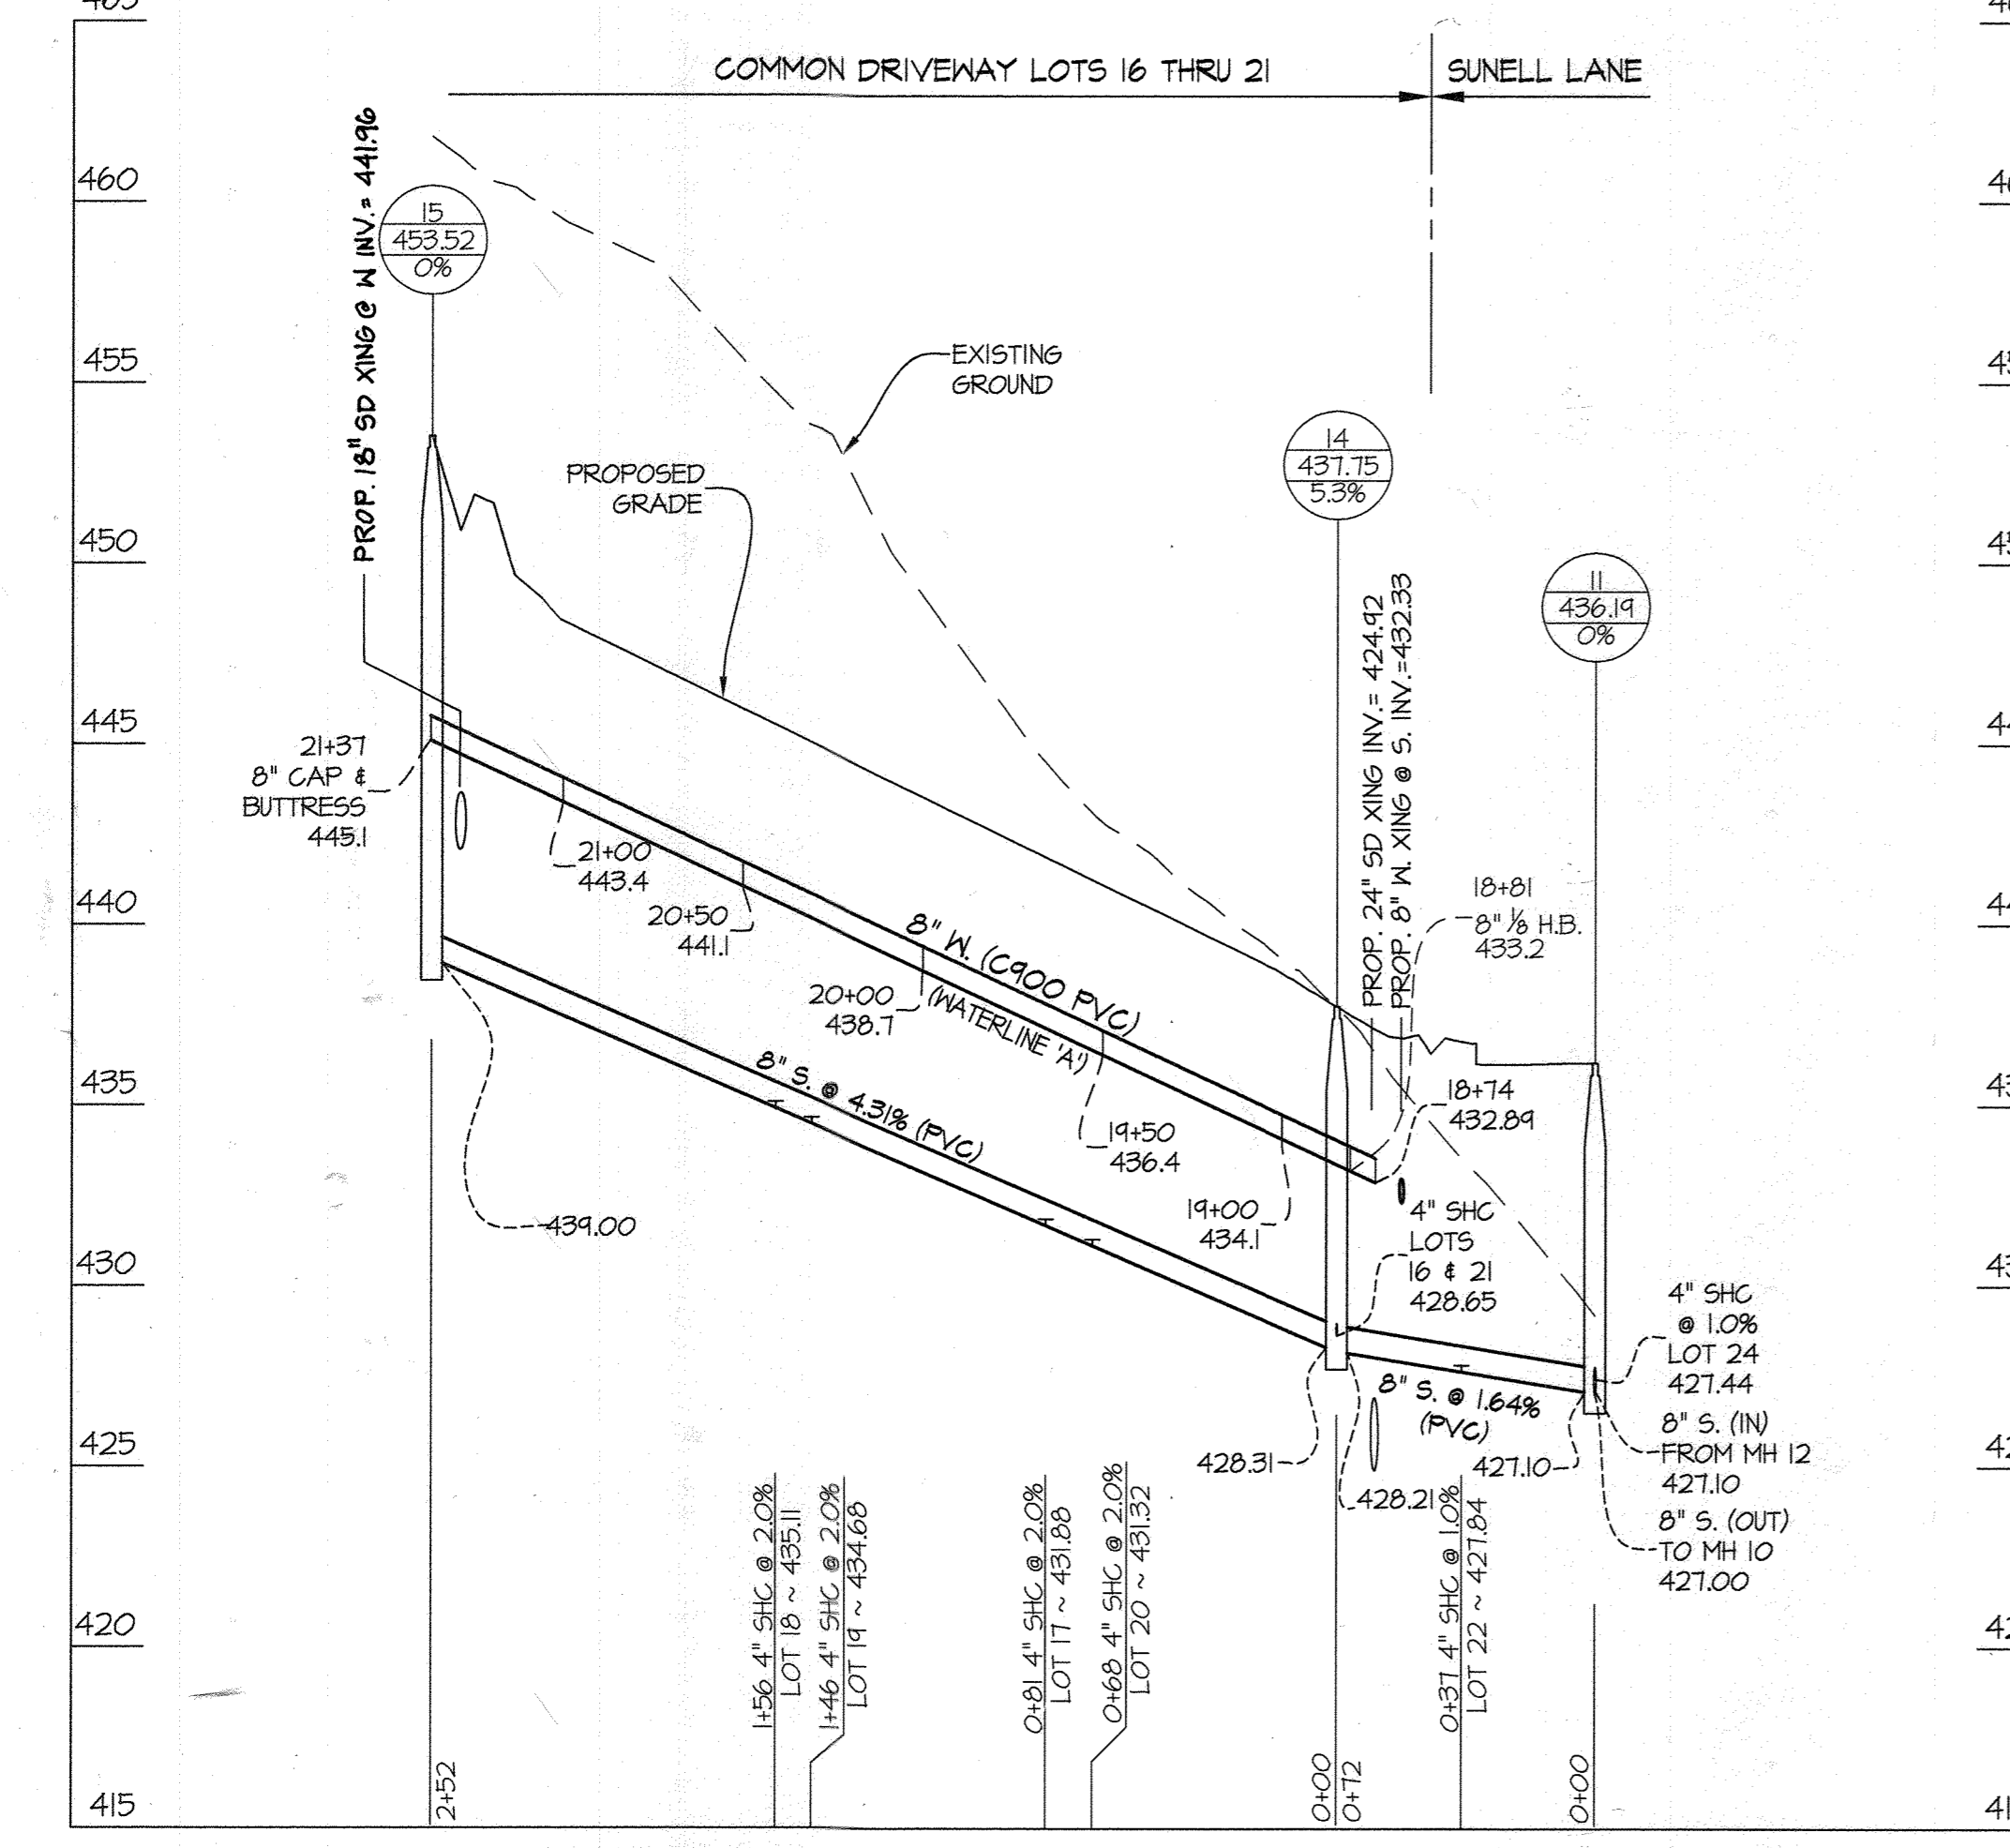 465
COMMON DRIVEWAY LOTS 16 THRU 21
SUNELL LANE
460
455
450
445
440
435
430
425
420
415
PROP. 18" SD XING @ W INV.= 441.96
15
453.52
0%
EXISTING
GROUND
PROPOSED
GRADE
14
437.75
5.3%
11
436.19
0%
PROP. 24" SD XING INV.= 424.92
PROP. 8" W. XING @ S. INV.=432.33
21+37
8" CAP &
BUTTRESS
445.1
21+00
443.4
20+50
441.1
20+00
438.7
8" W. (C900 PVC)
(WATERLINE 'A')
19+50
436.4
19+00
434.1
18+81
8" 1/8 H.B.
433.2
18+74
432.89
8" S. @ 4.31% (PVC)
439.00
4" SHC
LOTS
16 & 21
428.65
4" SHC
@ 1.0%
LOT 24
427.44
8" S. (IN)
FROM MH 12
427.10
8" S. (OUT)
TO MH 10
427.00
8" S. @ 1.64%
(PVC)
428.31
428.21
427.10
1+56 4" SHC @ 2.0%
LOT 18 ~ 435.11
1+46 4" SHC @ 2.0%
LOT 19 ~ 434.68
0+81 4" SHC @ 2.0%
LOT 17 ~ 431.88
0+68 4" SHC @ 2.0%
LOT 20 ~ 431.32
0+37 4" SHC @ 1.0%
LOT 22 ~ 427.84
2+52
0+00
0+72
0+00